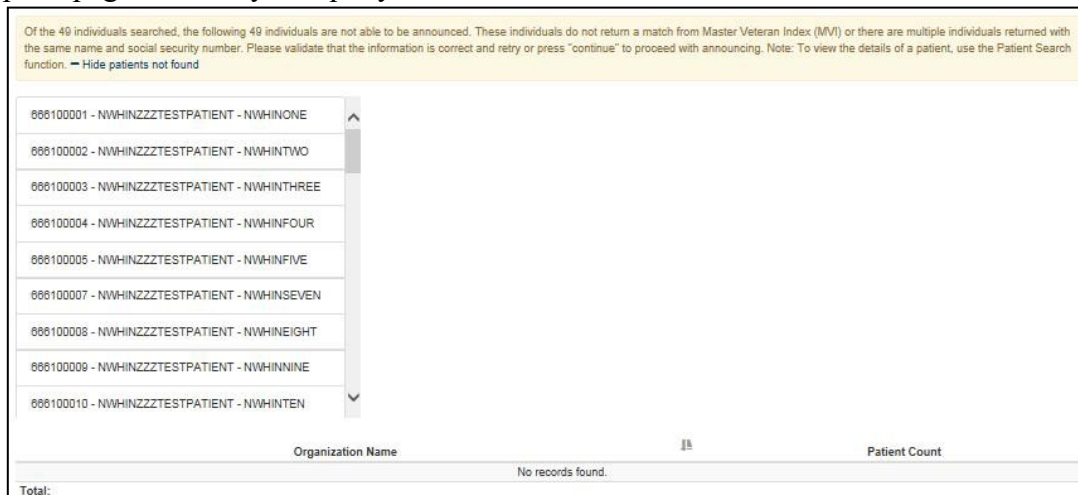 Of the 49 individuals searched, the following 49 individuals are not able to be announced. These individuals do not return a match from Master Veteran Index (MVI) or there are multiple individuals returned with
the same name and social security number. Please validate that the information is correct and retry or press "continue" to proceed with announcing. Note: To view the details of a patient, use the Patient Search
function. − Hide patients not found
666100001 - NWHINZZZTESTPATIENT - NWHINONE
666100002 - NWHINZZZTESTPATIENT - NWHINTWO
666100003 - NWHINZZZTESTPATIENT - NWHINTHREE
666100004 - NWHINZZZTESTPATIENT - NWHINFOUR
666100005 - NWHINZZZTESTPATIENT - NWHINFIVE
666100007 - NWHINZZZTESTPATIENT - NWHINSEVEN
666100008 - NWHINZZZTESTPATIENT - NWHINEIGHT
666100009 - NWHINZZZTESTPATIENT - NWHINNINE
666100010 - NWHINZZZTESTPATIENT - NWHINTEN
Organization Name Patient Count
No records found.
Total: